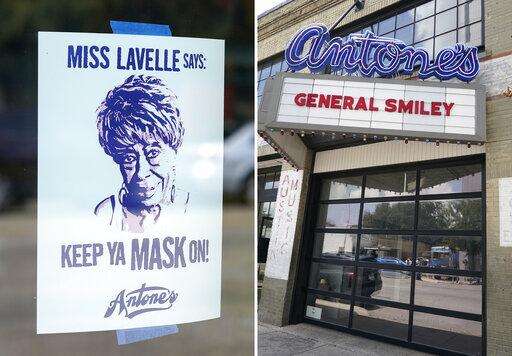 MISS LAVELLE SAYS:
KEEP YA MASK ON!
Antone's
Antone's
GENERAL SMILEY